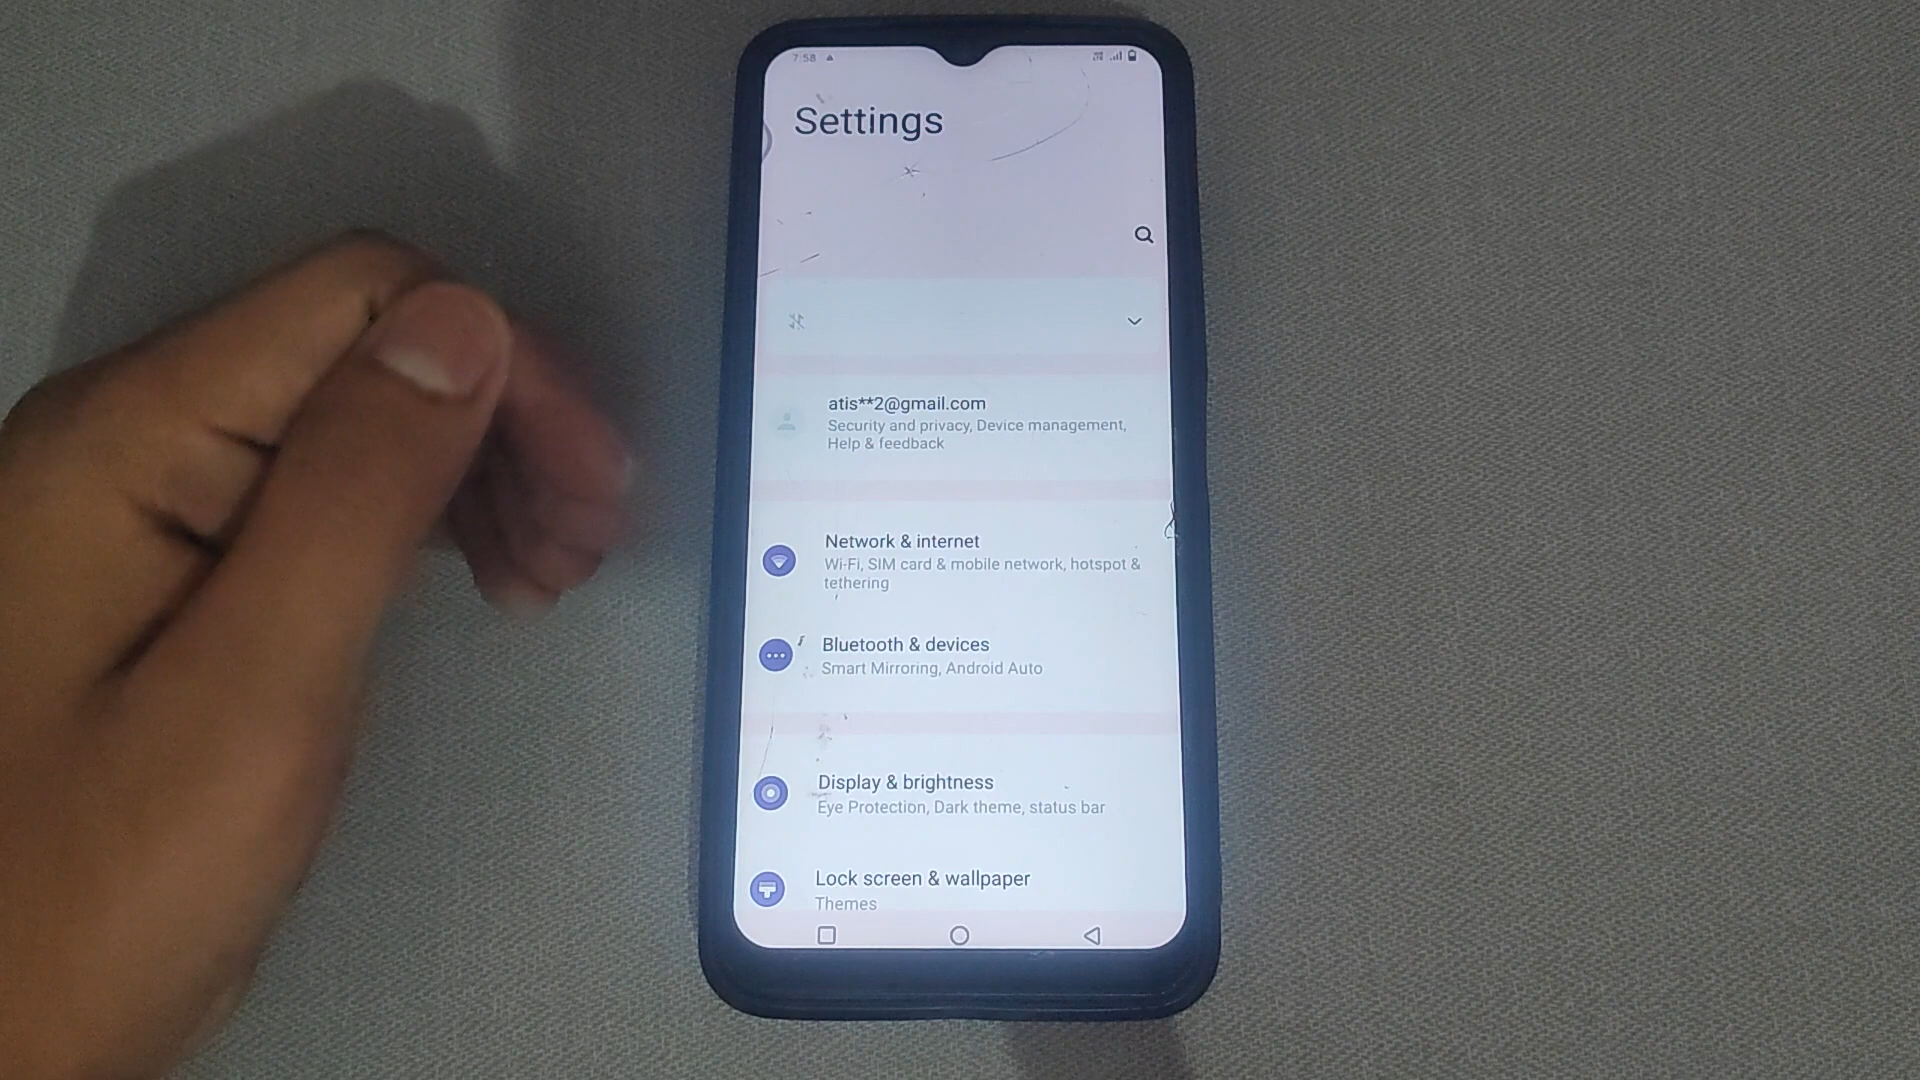 7:58
Settings
atis**2@gmail.com
Security and privacy, Device management,
Help & feedback
Network & internet
Wi-Fi, SIM card & mobile network, hotspot &
tethering
Bluetooth & devices
Smart Mirroring, Android Auto
Display & brightness
Eye Protection, Dark theme, status bar
Lock screen & wallpaper
Themes